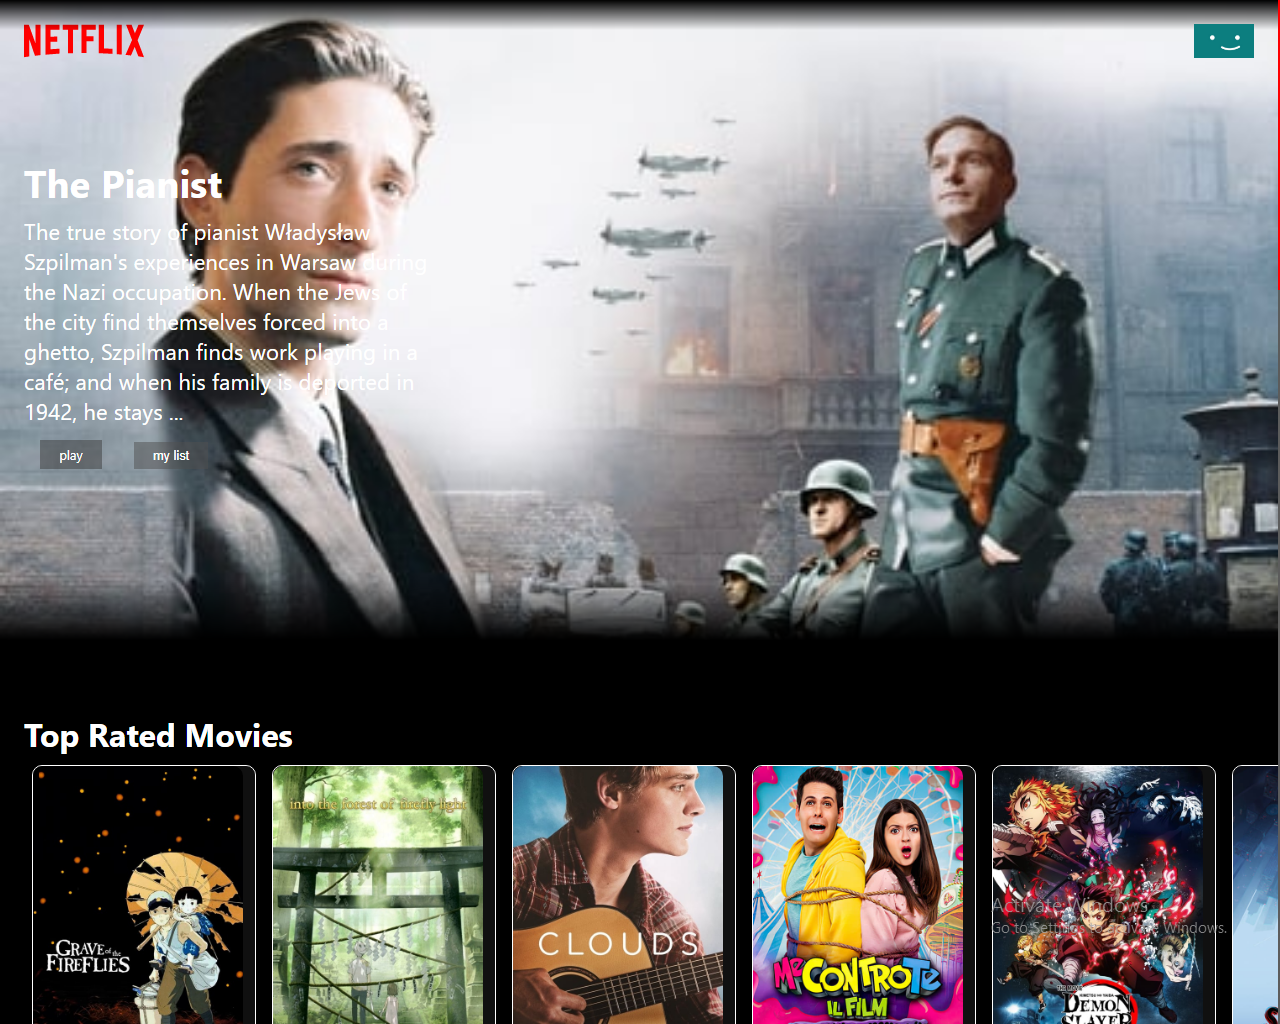 NETFLIX
The Pianist
The true story of pianist Władysław
Szpilman's experiences in Warsaw during
the Nazi occupation. When the Jews of
the city find themselves forced into a
ghetto, Szpilman finds work playing in a
café; and when his family is deported in
1942, he stays ...
play
my list
Top Rated Movies
GRAVE of the
FIREFLIES
into the forest of firefly light
CLOUDS
Me CONTRO Te
IL FILM
Activate Windows
Go to Settings to activate Windows.
THE MOVIE
DEMON
SLAYER